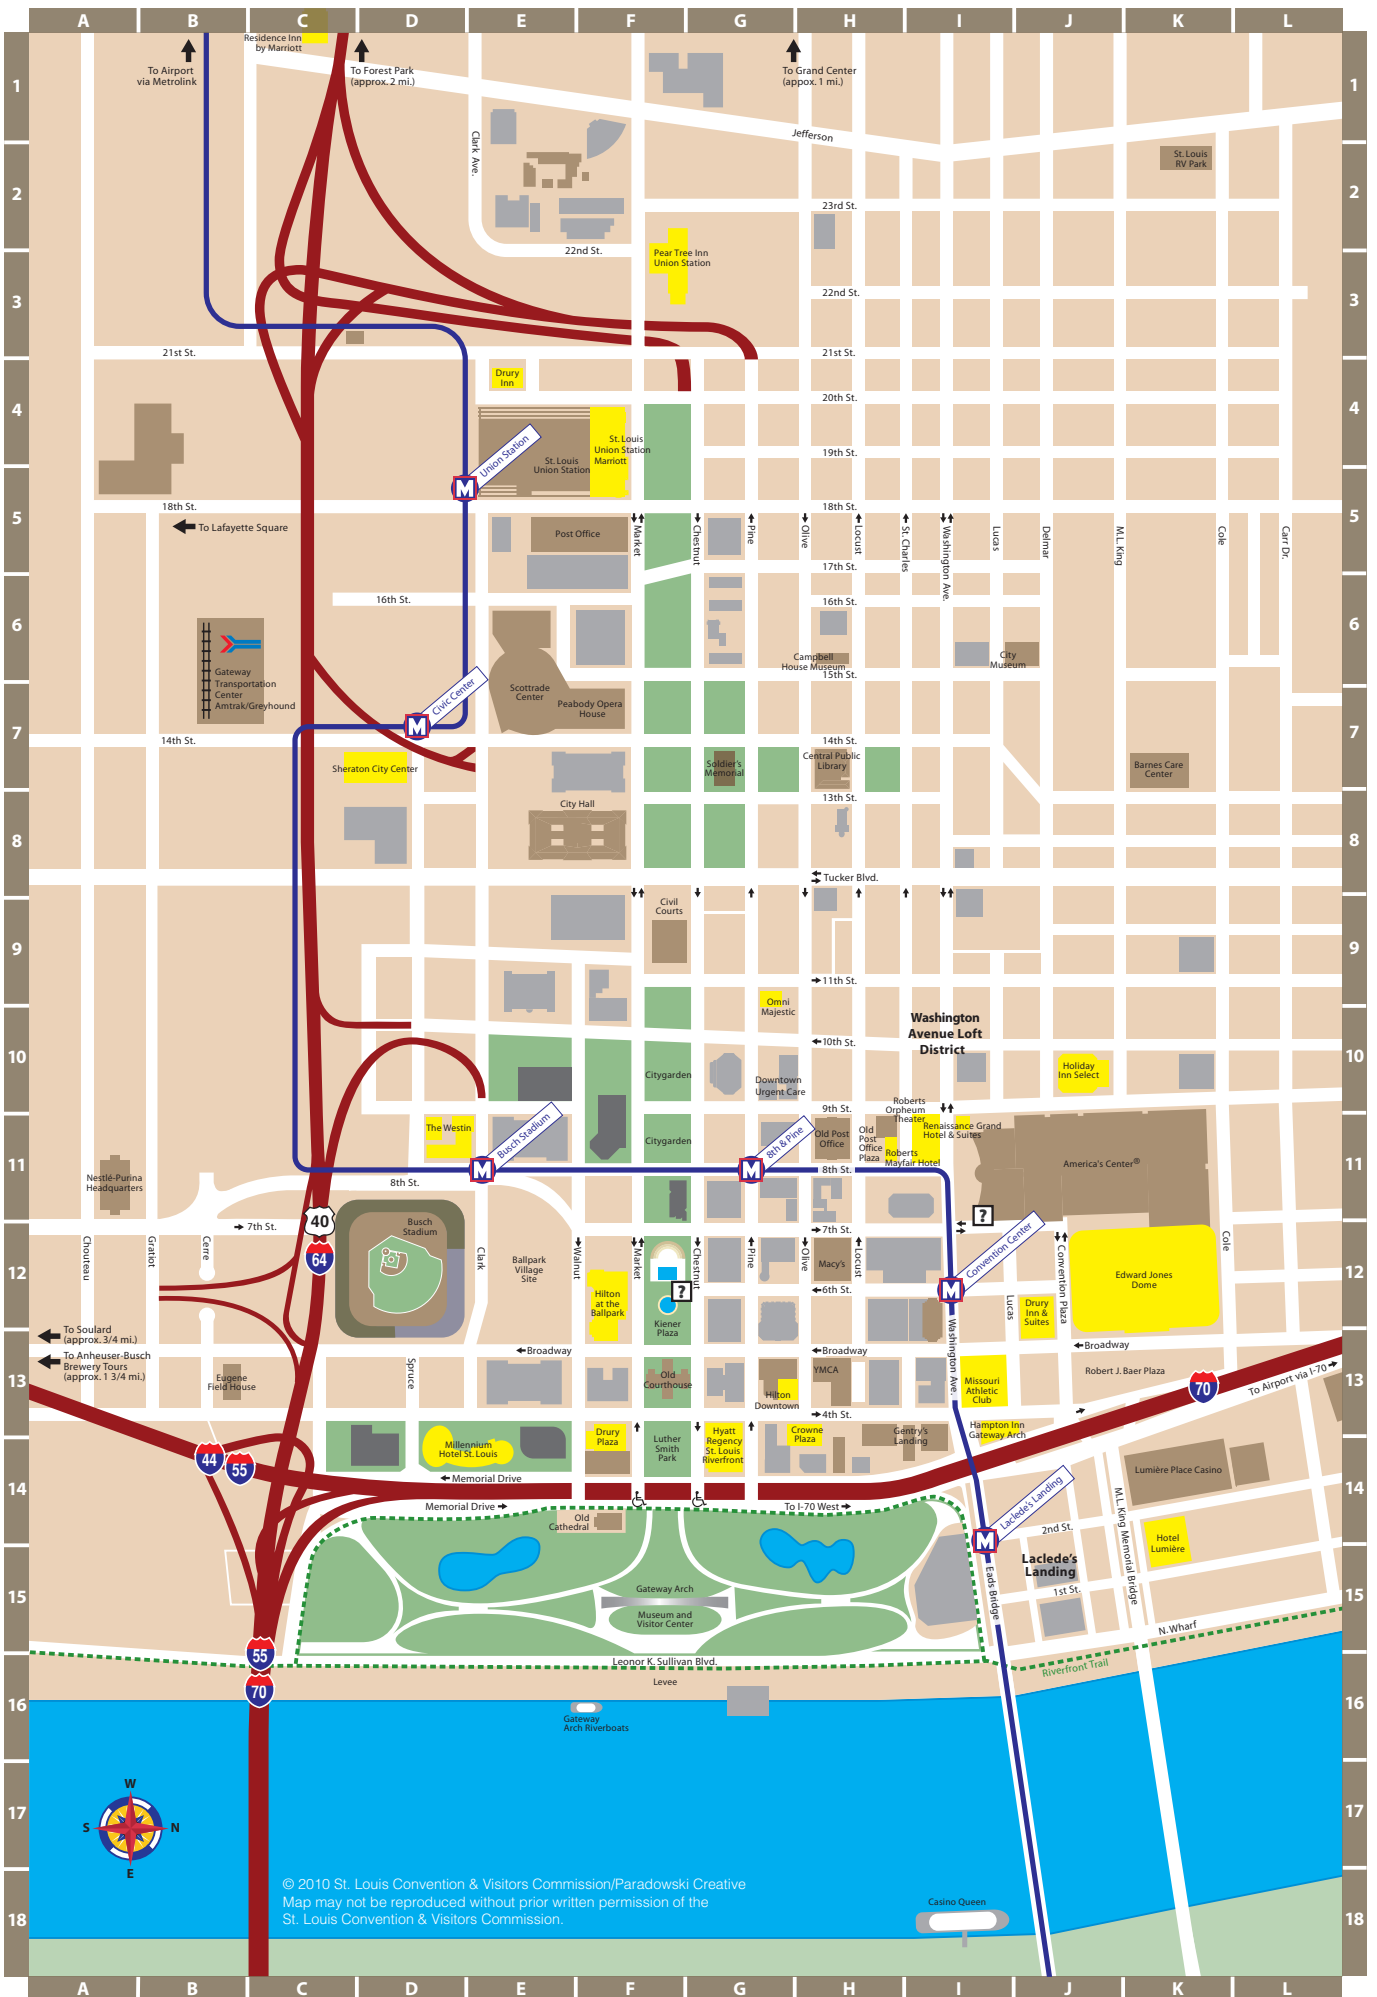 A B C D E F G H I J K L
1
2
3
4
5
6
7
8
9
10
11
12
13
14
15
16
17
18
Residence Inn
by Marriott
To Airport
via Metrolink
To Forest Park
(approx. 2 mi.)
To Grand Center
(appox. 1 mi.)
Jefferson
Clark Ave.
St. Louis
RV Park
23rd St.
22nd St.
Pear Tree Inn
Union Station
22nd St.
21st St.
21st St.
Drury
Inn
20th St.
Union Station
St. Louis
Union Station
St. Louis
Union Station
Marriott
19th St.
M
18th St.
18th St.
To Lafayette Square
Post Office
Market
Chestnut
Pine
Olive
Locust
St. Charles
Washington Ave.
Lucas
Delmar
M.L. King
Cole
Carr Dr.
17th St.
16th St.
16th St.
Gateway
Transportation
Center
Amtrak/Greyhound
Campbell
House Museum
City
Museum
15th St.
Civic Center
M
Scottrade
Center
Peabody Opera
House
14th St.
14th St.
Sheraton City Center
Soldier's
Memorial
Central Public
Library
Barnes Care
Center
13th St.
City Hall
Tucker Blvd.
Civil
Courts
11th St.
Omni
Majestic
Washington
Avenue Loft
District
10th St.
Citygarden
Downtown
Urgent Care
Holiday
Inn Select
9th St.
Roberts
Orpheum
Theater
The Westin
Busch Stadium
M
Citygarden
8th & Pine
M
Old Post
Office
Old
Post
Office
Plaza
Roberts
Mayfair Hotel
Renaissance Grand
Hotel & Suites
America's Center®
Nestlé-Purina
Headquarters
8th St.
8th St.
40
7th St.
7th St.
?
Busch
Stadium
Chouteau
Gratiot
Cerre
64
Clark
Ballpark
Village
Site
Walnut
Market
Chestnut
Pine
Olive
Macy's
Locust
Convention Center
M
Convention Plaza
Cole
Edward Jones
Dome
6th St.
Hilton
at the
Ballpark
?
Kiener
Plaza
Lucas
Drury
Inn &
Suites
To Soulard
(approx. 3/4 mi.)
To Anheuser-Busch
Brewery Tours
(approx. 1 3/4 mi.)
Broadway
Broadway
Broadway
Washington Ave.
Spruce
Eugene
Field House
Old
Courthouse
YMCA
Hilton
Downtown
Missouri
Athletic
Club
Robert J. Baer Plaza
70
To Airport via I-70
4th St.
Hampton Inn
Gateway Arch
44
55
Millennium
Hotel St. Louis
Drury
Plaza
Luther
Smith
Park
Hyatt
Regency
St. Louis
Riverfront
Crowne
Plaza
Gentry's
Landing
Lumière Place Casino
Memorial Drive
Memorial Drive
To I-70 West
Laclede's Landing
M
M.L. King Memorial Bridge
2nd St.
Hotel
Lumière
Old
Cathedral
Laclede's
Landing
1st St.
Eads Bridge
Gateway Arch
Museum and
Visitor Center
N. Wharf
55
Leonor K. Sullivan Blvd.
Riverfront Trail
70
Levee
Gateway
Arch Riverboats
W
S N
E
© 2010 St. Louis Convention & Visitors Commission/Paradowski Creative
Map may not be reproduced without prior written permission of the
St. Louis Convention & Visitors Commission.
Casino Queen
A B C D E F G H I J K L